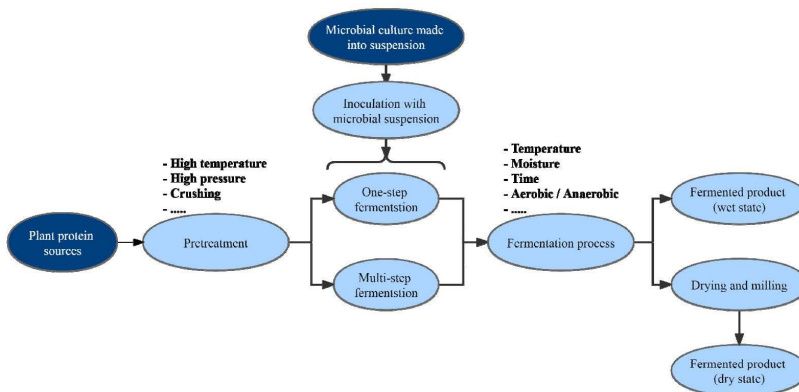 Microbial culture made
into suspension
Inoculation with
microbial suspension
- High temperature
- High pressure
- Crushing
- .....
- Temperature
- Moisture
- Time
- Aerobic / Anaerobic
- .....
One-step
fermentstion
Fermented product
(wet state)
Plant protein
sources
Pretreatment
Fermentation process
Multi-step
fermentstion
Drying and milling
Fermented product
(dry state)